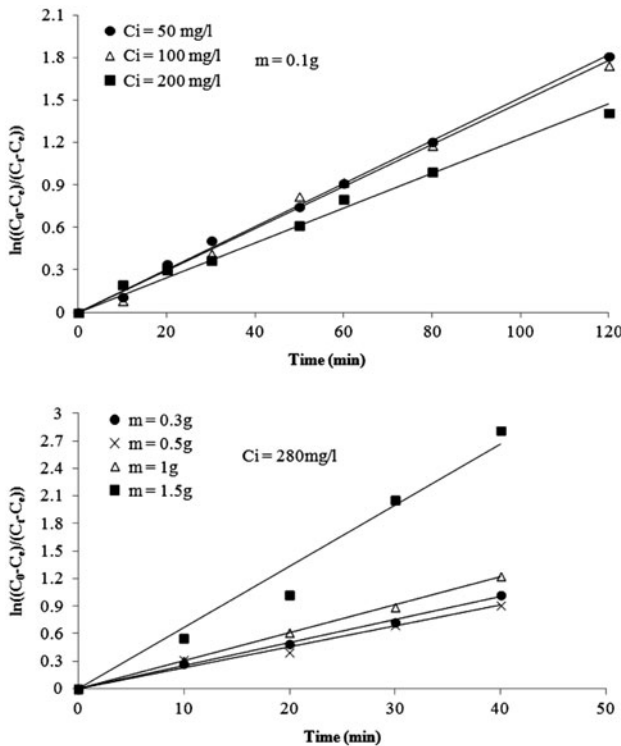 2.1
1.8
1.5
1.2
0.9
0.6
0.3
0
Ci = 50 mg/l
Ci = 100 mg/l
Ci = 200 mg/l
m = 0.1g
ln((C₀-Cₑ)/(Cₜ-Cₑ))
0 20 40 60 80 100 120
Time (min)
3
2.7
2.4
2.1
1.8
1.5
1.2
0.9
0.6
0.3
0
m = 0.3g
m = 0.5g
m = 1g
m = 1.5g
Ci = 280mg/l
ln((C₀-Cₑ)/(Cₜ-Cₑ))
0 10 20 30 40 50
Time (min)